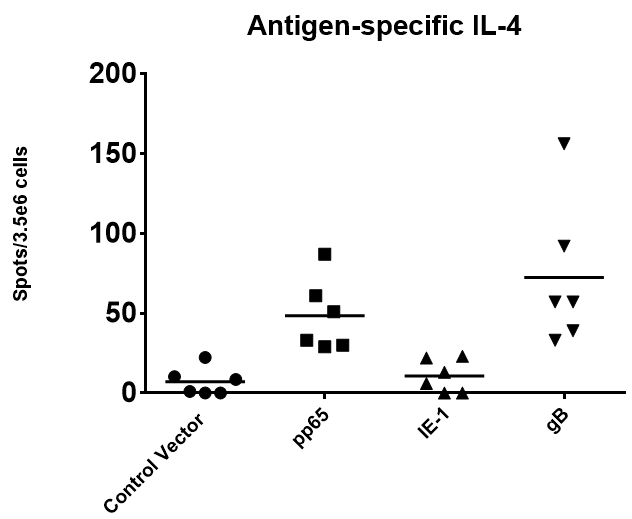 Antigen-specific IL-4
200
150
100
50
0
Spots/3.5e6 cells
Control Vector
pp65
IE-1
gB